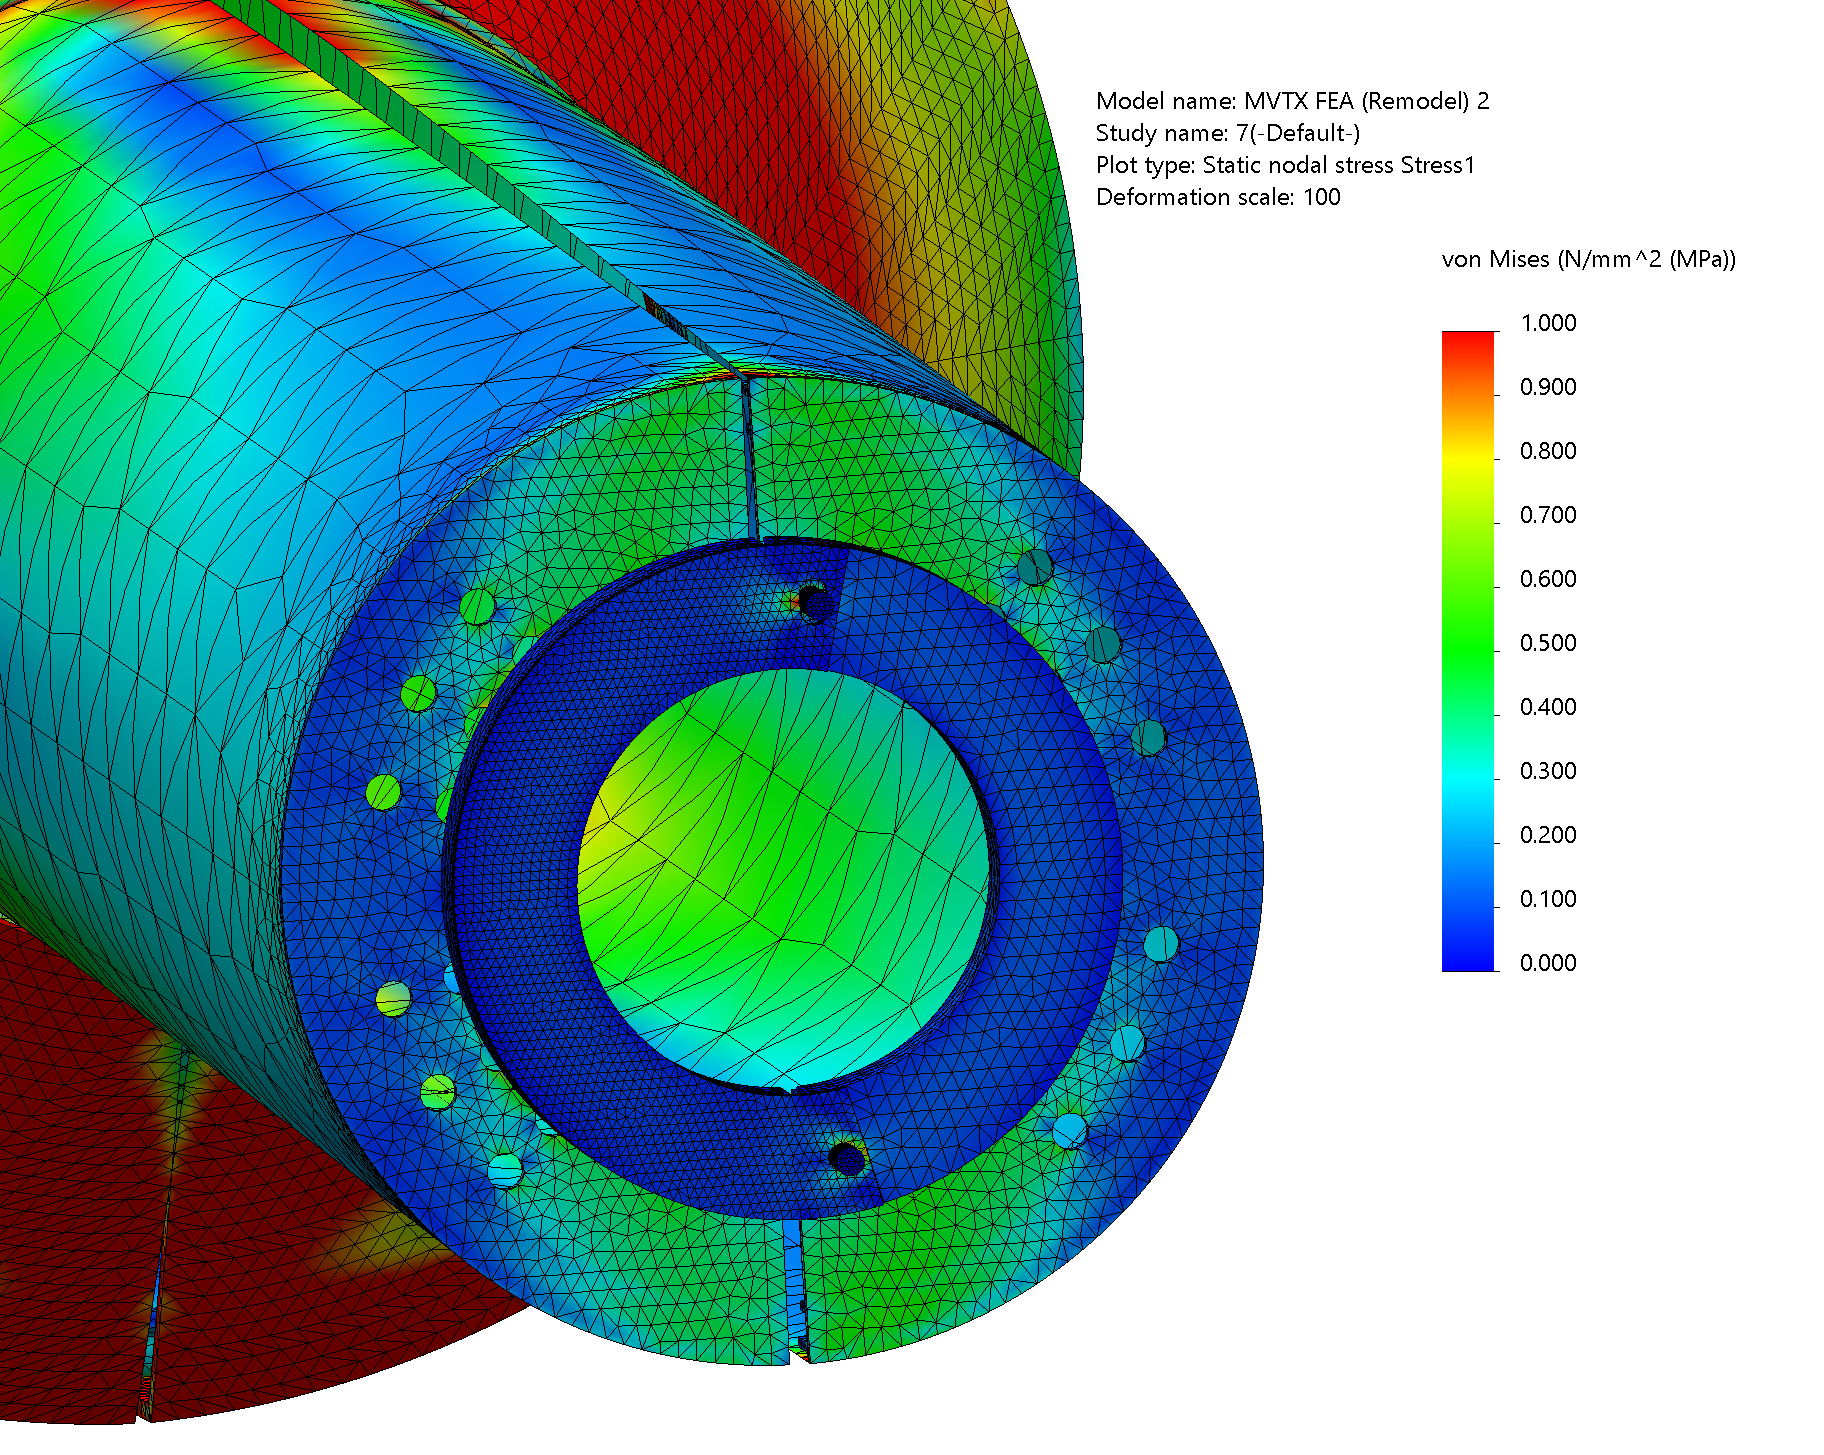 Model name: MVTX FEA (Remodel) 2
Study name: 7(-Default-)
Plot type: Static nodal stress Stress1
Deformation scale: 100
von Mises (N/mm^2 (MPa))
1.000
0.900
0.800
0.700
0.600
0.500
0.400
0.300
0.200
0.100
0.000